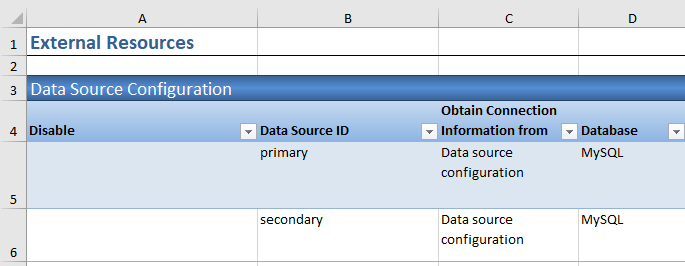 A B C D
1 External Resources
2
3 Data Source Configuration
Obtain Connection
4 Disable Data Source ID Information from Database
primary Data source MySQL
configuration
5
secondary Data source MySQL
configuration
6